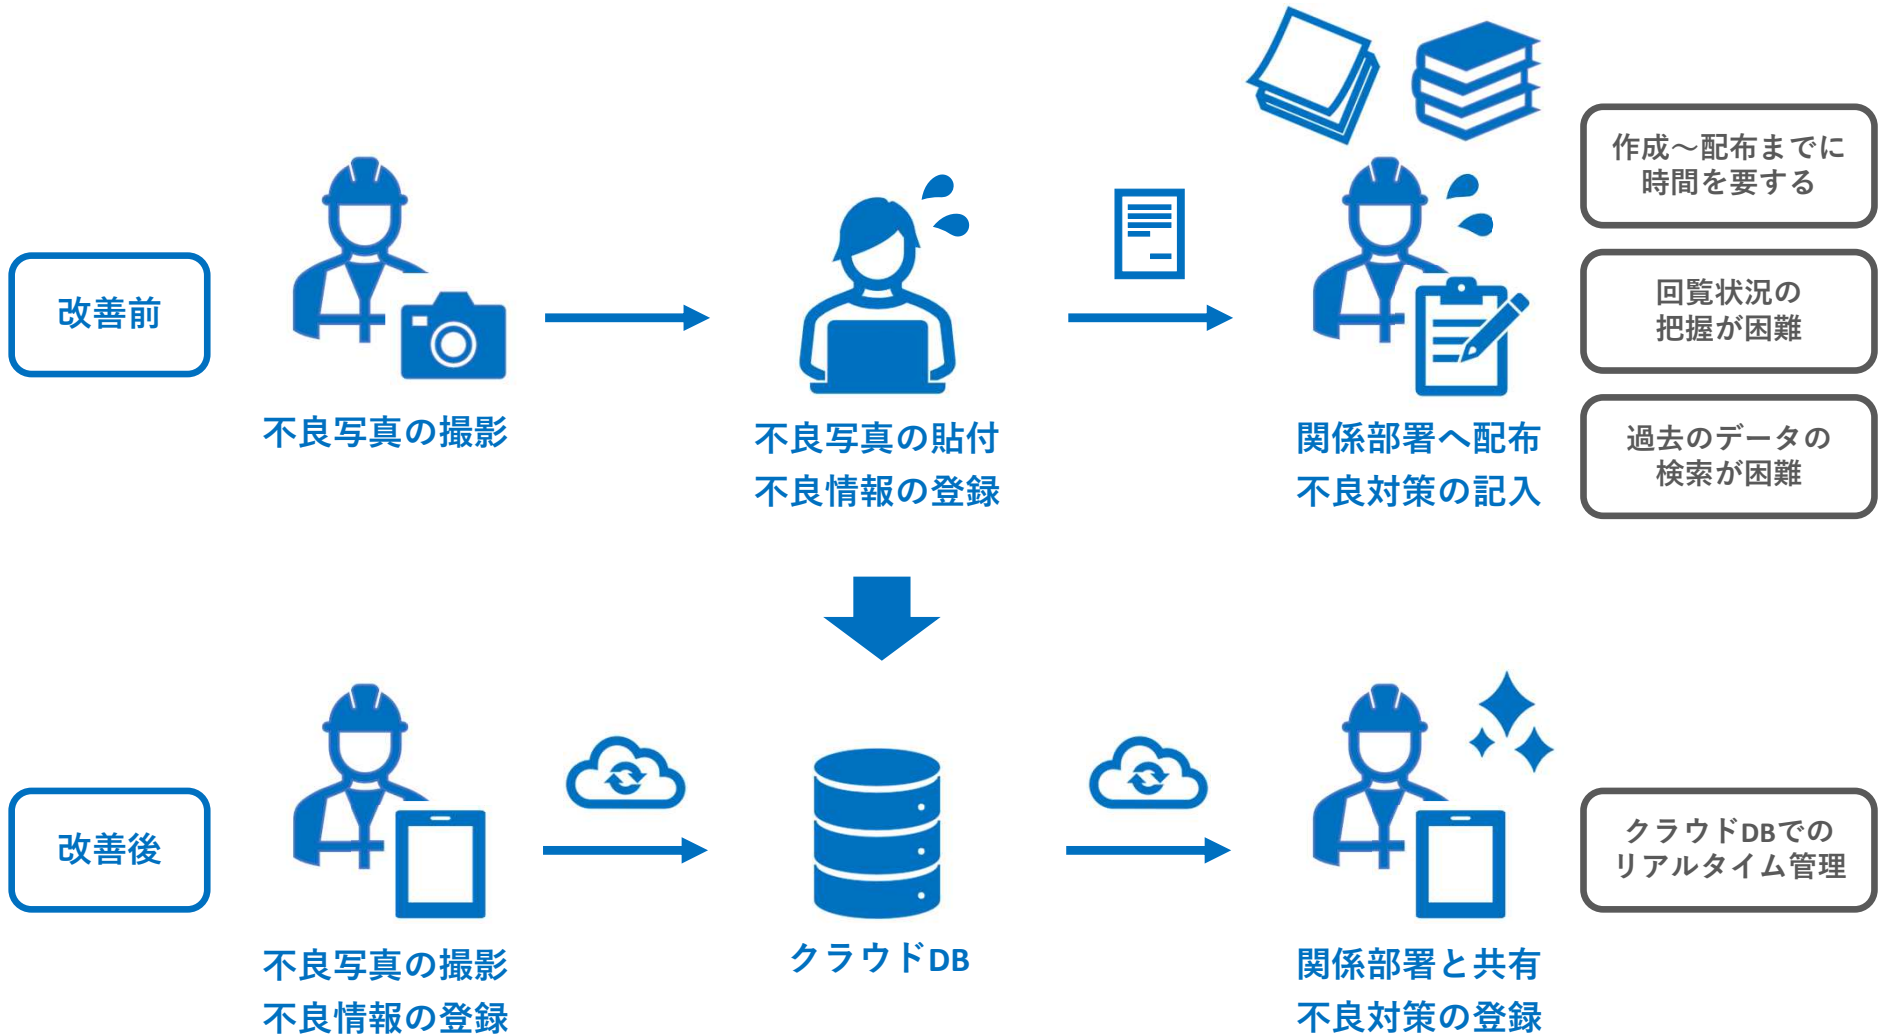 改善前
不良写真の撮影
不良写真の貼付
不良情報の登録
関係部署へ配布
不良対策の記入
作成～配布までに
時間を要する
回覧状況の
把握が困難
過去のデータの
検索が困難
改善後
不良写真の撮影
不良情報の登録
クラウドDB
関係部署と共有
不良対策の登録
クラウドDBでの
リアルタイム管理